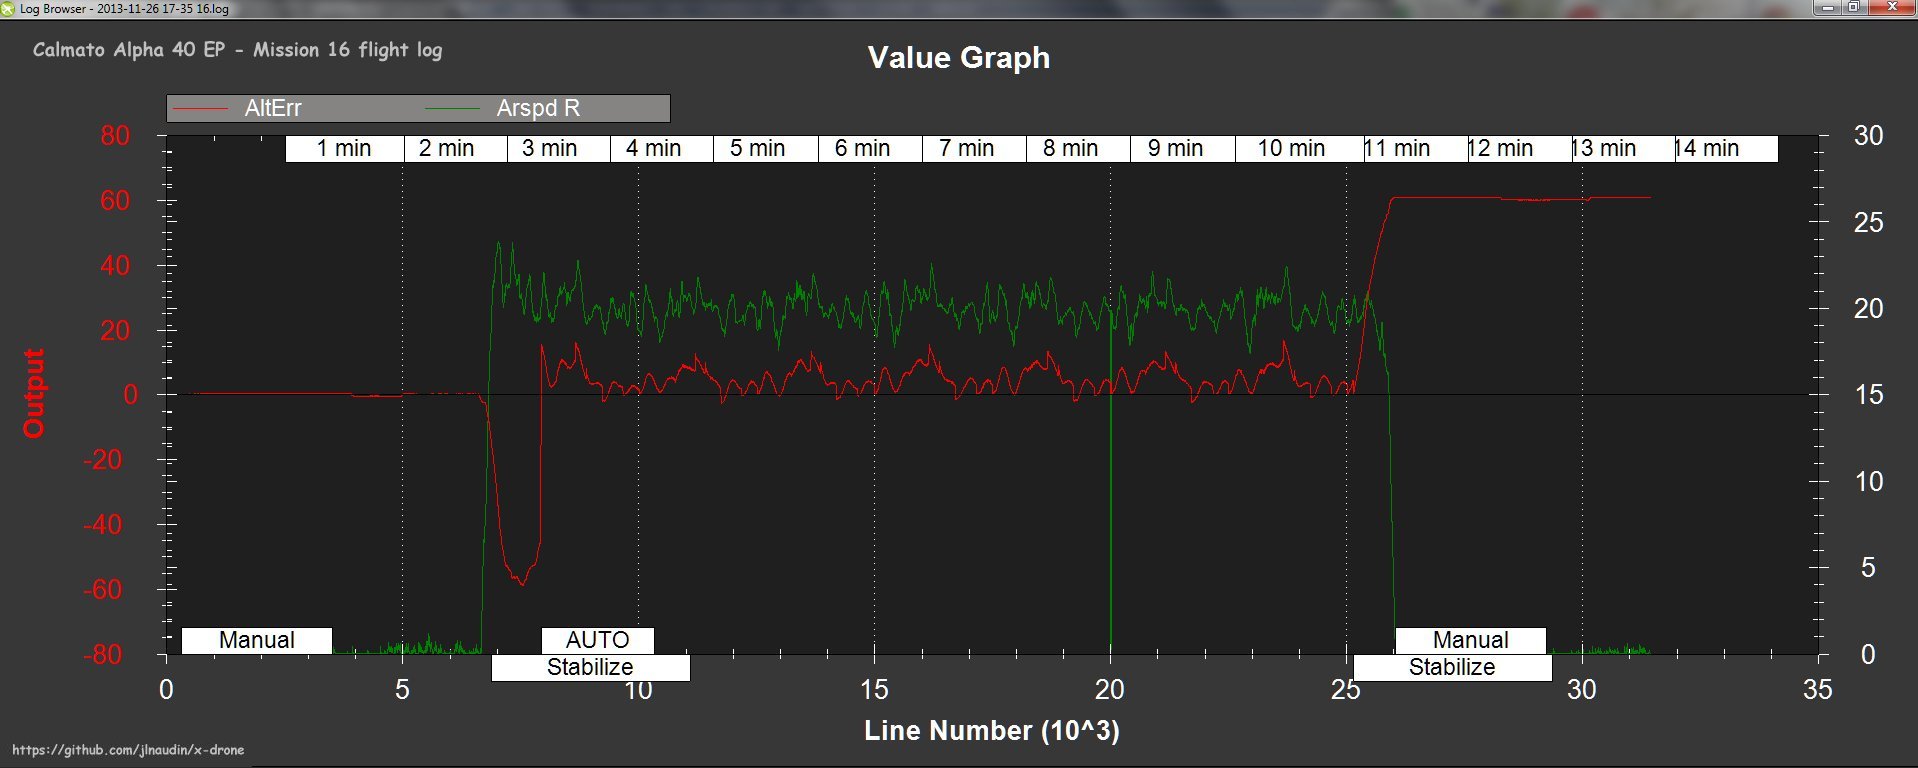 Log Browser - 2013-11-26 17-35 16.log
Calmato Alpha 40 EP - Mission 16 flight log
Value Graph
AltErr Arspd R
1 min 2 min 3 min 4 min 5 min 6 min 7 min 8 min 9 min 10 min 11 min 12 min 13 min 14 min
80 30
60 25
40
20 20
0 15
-20
-40 10
-60 5
-80 0
Output
Manual AUTO Manual
Stabilize Stabilize
0 5 10 15 20 25 30 35
Line Number (10^3)
https://github.com/jlnaudin/x-drone